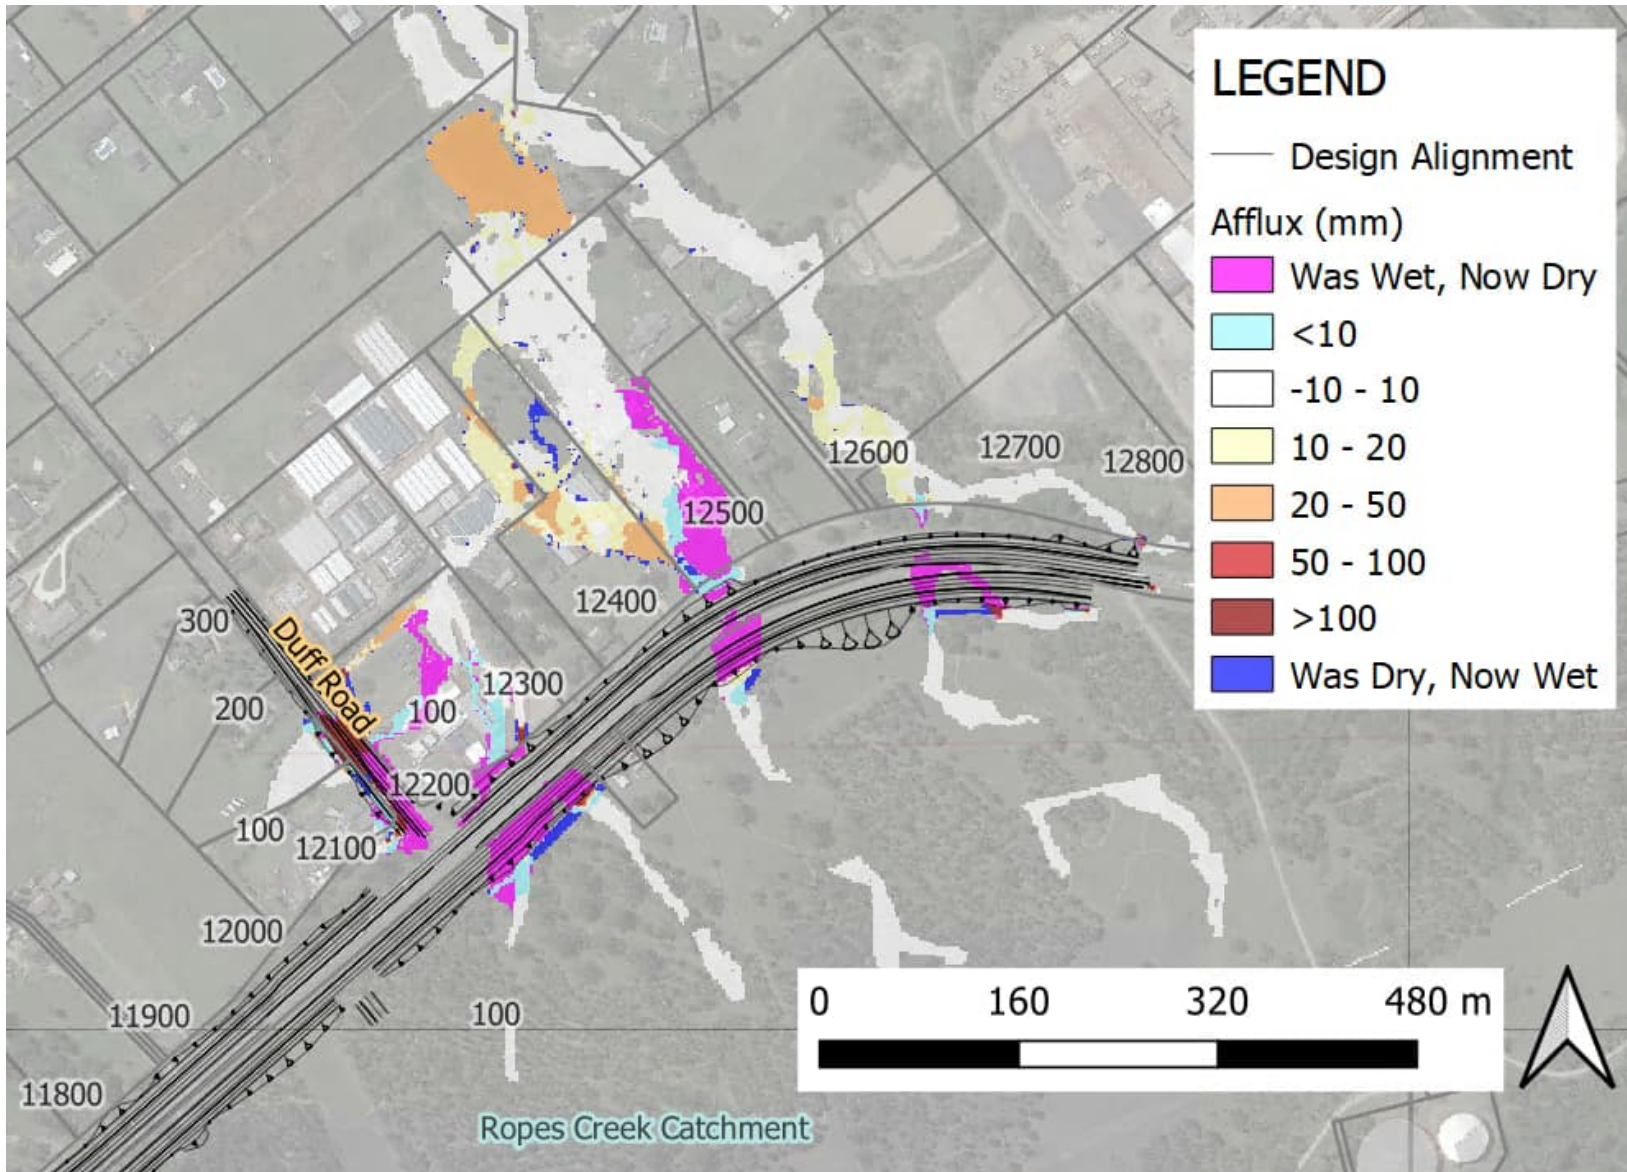 LEGEND
Design Alignment
Afflux (mm)
Was Wet, Now Dry
<10
-10 - 10
10 - 20
20 - 50
50 - 100
>100
Was Dry, Now Wet
12600
12700
12800
12500
12400
300
Duff Road
12300
200
100
12200
100
12100
12000
11900
100
11800
0 160 320 480 m
Ropes Creek Catchment